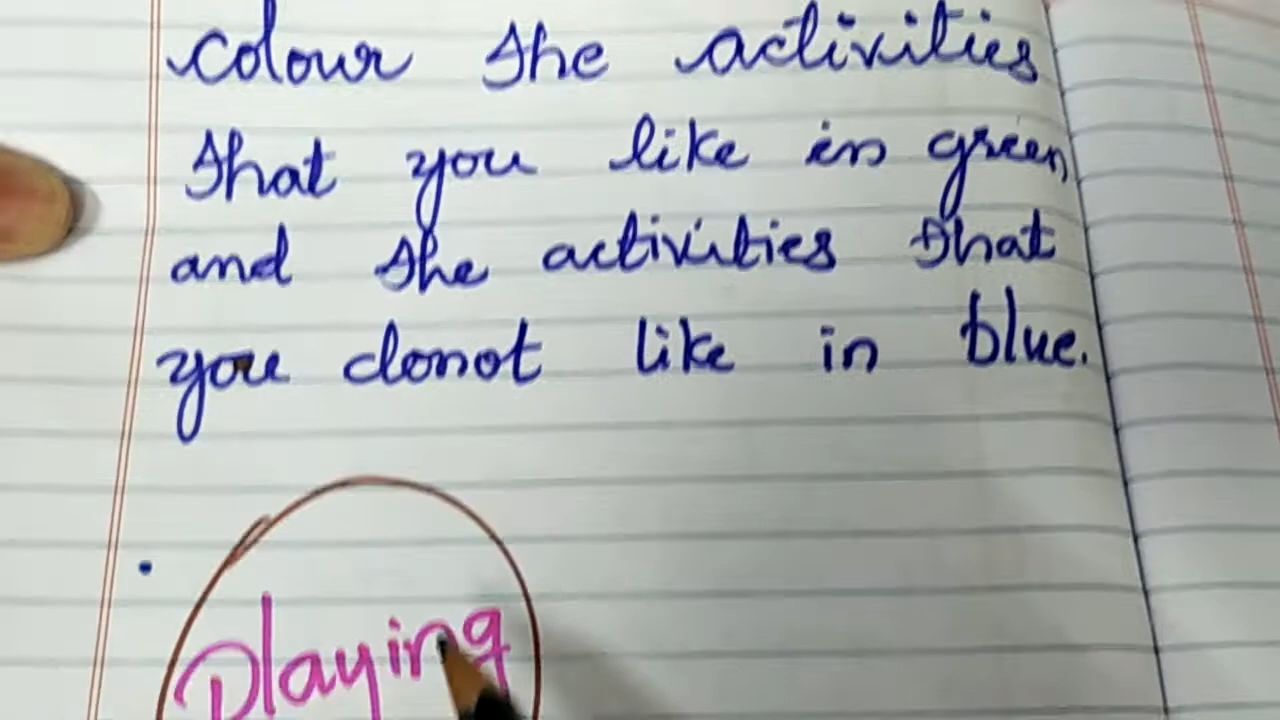 colour the activities
that you like in green
and the activities that
you donot like in blue.
Playing